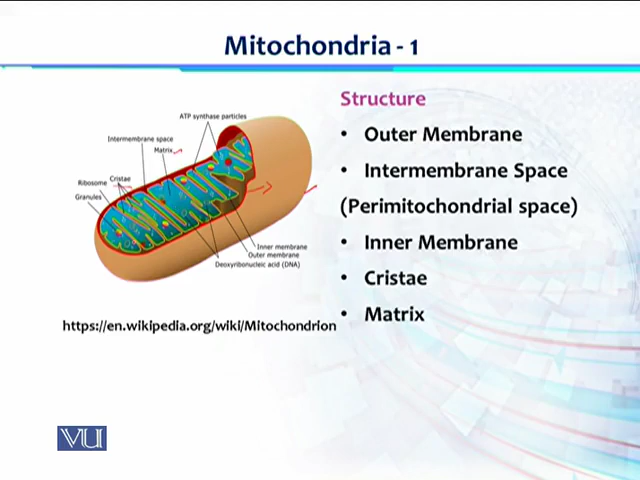 Mitochondria - 1
Structure
• Outer Membrane
• Intermembrane Space
(Perimitochondrial space)
• Inner Membrane
• Cristae
• Matrix
ATP synthase particles
Intermembrane space
Matrix
Cristae
Ribosome
Granules
Inner membrane
Outer membrane
Deoxyribonucleic acid (DNA)
https://en.wikipedia.org/wiki/Mitochondrion
VU